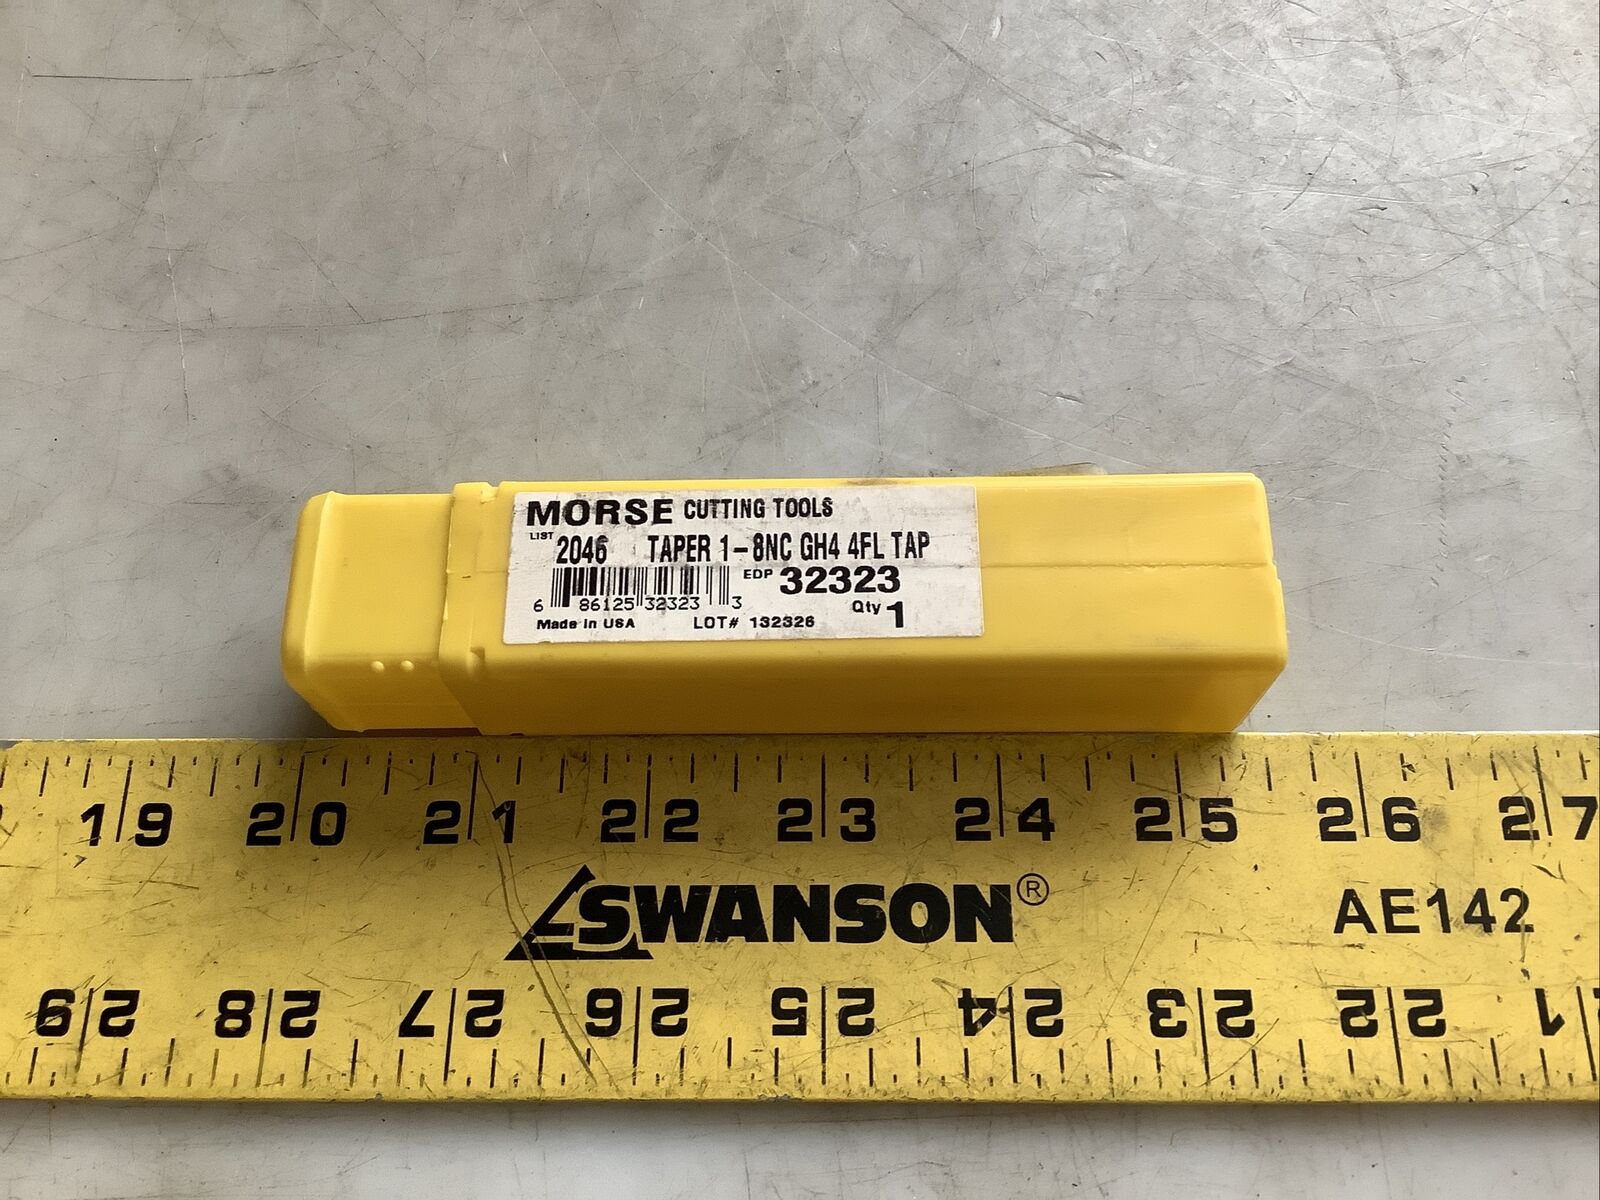 MORSE CUTTING TOOLS
LIST 2046 TAPER 1-8NC GH4 4FL TAP
EDP 32323
6 86125 32323 3
Qty 1
Made in USA LOT# 132326
19 20 21 22 23 24 25 26 27
SWANSON® AE142
29 28 27 26 25 24 23 22